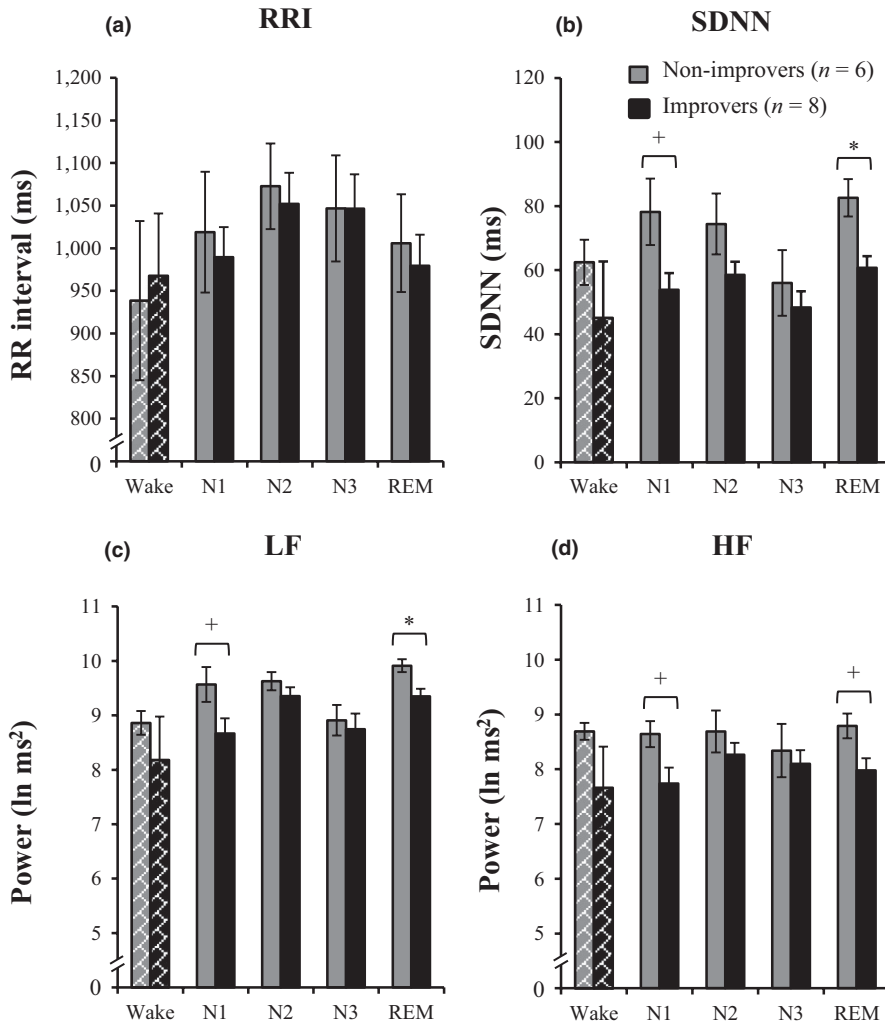 (a) RRI
RR interval (ms)
1,200
1,150
1,100
1,050
1,000
950
900
850
800
0
Wake N1 N2 N3 REM
(b) SDNN
Non-improvers (n = 6)
Improvers (n = 8)
SDNN (ms)
120
100
80
60
40
20
0
+
*
Wake N1 N2 N3 REM
(c) LF
Power (ln ms²)
11
10
9
8
7
6
5
0
+
*
Wake N1 N2 N3 REM
(d) HF
Power (ln ms²)
11
10
9
8
7
6
5
0
+
+
Wake N1 N2 N3 REM